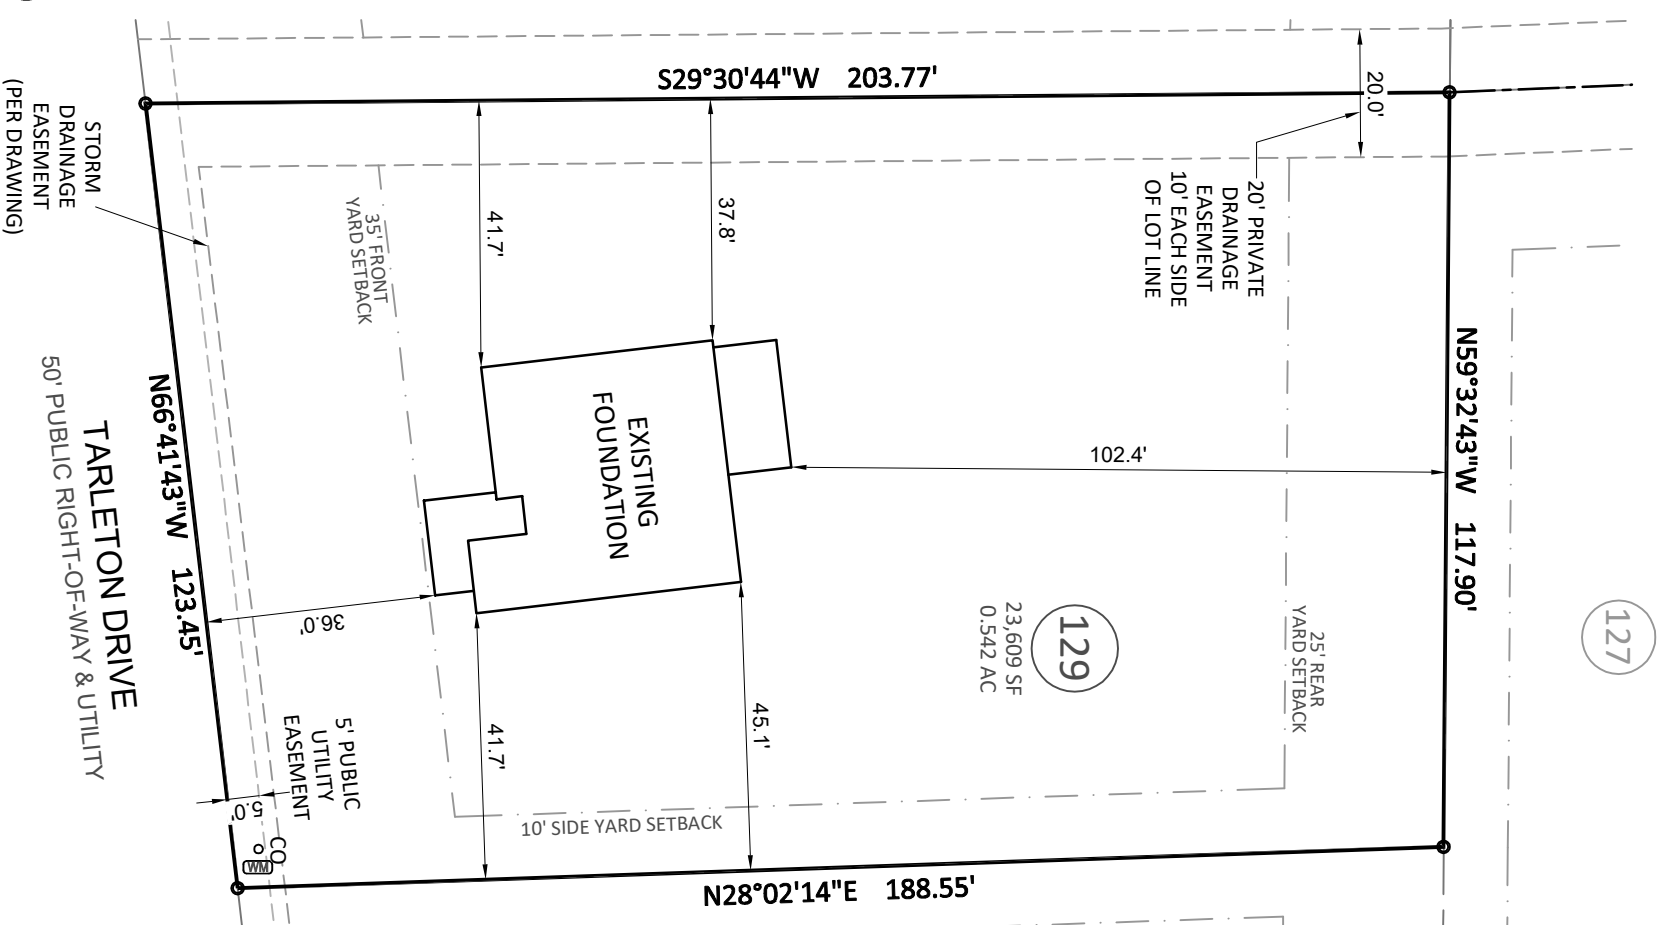 S29°30'44"W 203.77'
20.0'
STORM
DRAINAGE
EASEMENT
(PER DRAWING)
35' FRONT
YARD SETBACK
41.7'
37.8'
20' PRIVATE
DRAINAGE
EASEMENT
10' EACH SIDE
OF LOT LINE
N59°32'43"W 117.90'
N66°41'43"W 123.45'
TARLETON DRIVE
50' PUBLIC RIGHT-OF-WAY & UTILITY
EXISTING
FOUNDATION
102.4'
36.0'
129
23,609 SF
0.542 AC
25' REAR
YARD SETBACK
127
5' PUBLIC
UTILITY
EASEMENT
5.0'
41.7'
45.1'
10' SIDE YARD SETBACK
CO
WM
N28°02'14"E 188.55'